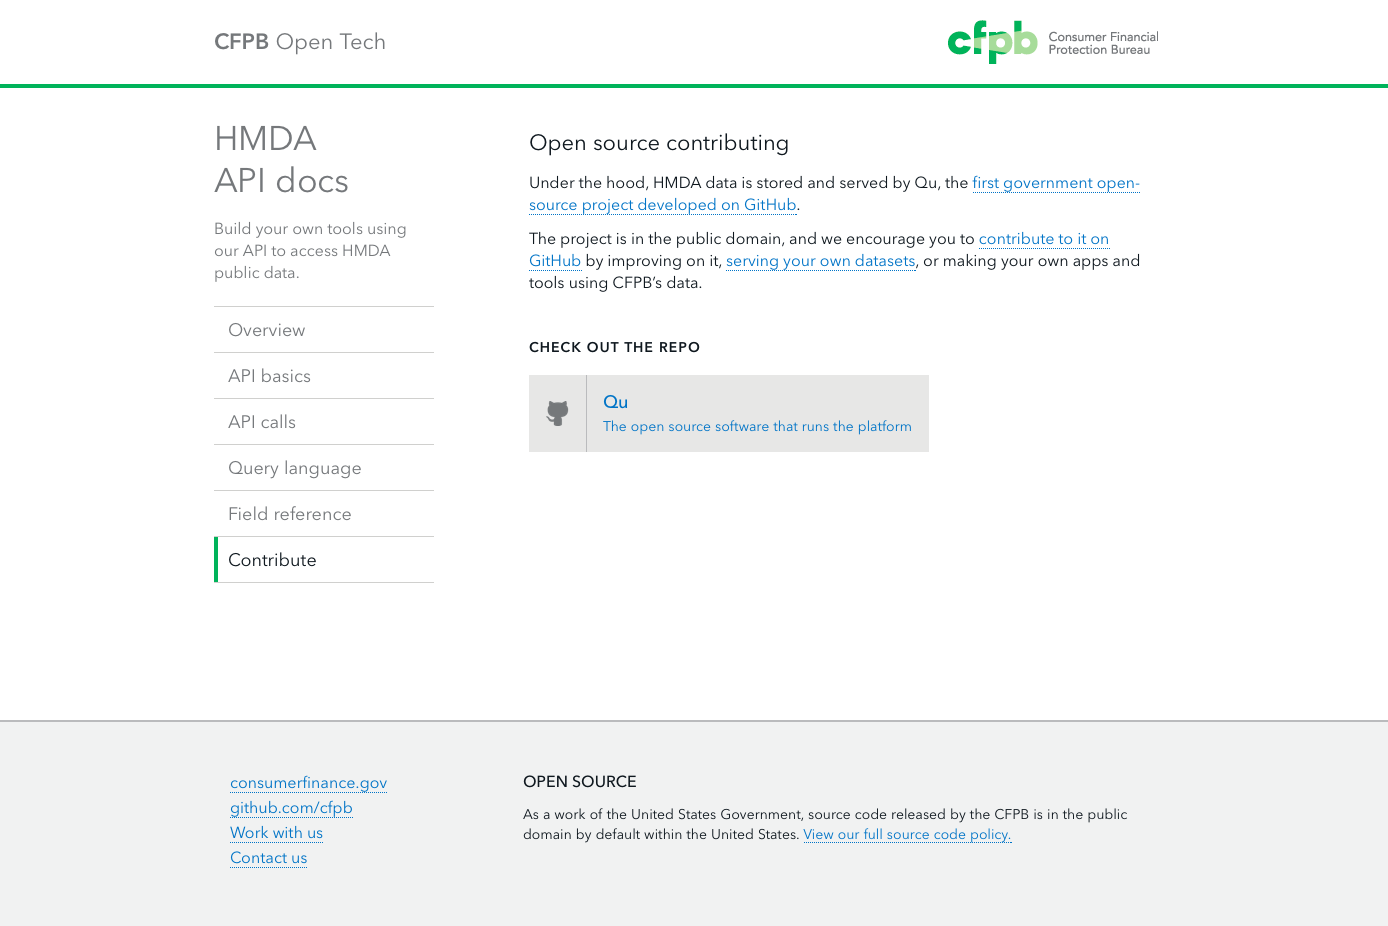 CFPB Open Tech
cfpb Consumer Financial
Protection Bureau
HMDA
API docs
Build your own tools using
our API to access HMDA
public data.
Overview
API basics
API calls
Query language
Field reference
Contribute
Open source contributing
Under the hood, HMDA data is stored and served by Qu, the first government open-
source project developed on GitHub.
The project is in the public domain, and we encourage you to contribute to it on
GitHub by improving on it, serving your own datasets, or making your own apps and
tools using CFPB’s data.
CHECK OUT THE REPO
Qu
The open source software that runs the platform
consumerfinance.gov
github.com/cfpb
Work with us
Contact us
OPEN SOURCE
As a work of the United States Government, source code released by the CFPB is in the public
domain by default within the United States. View our full source code policy.